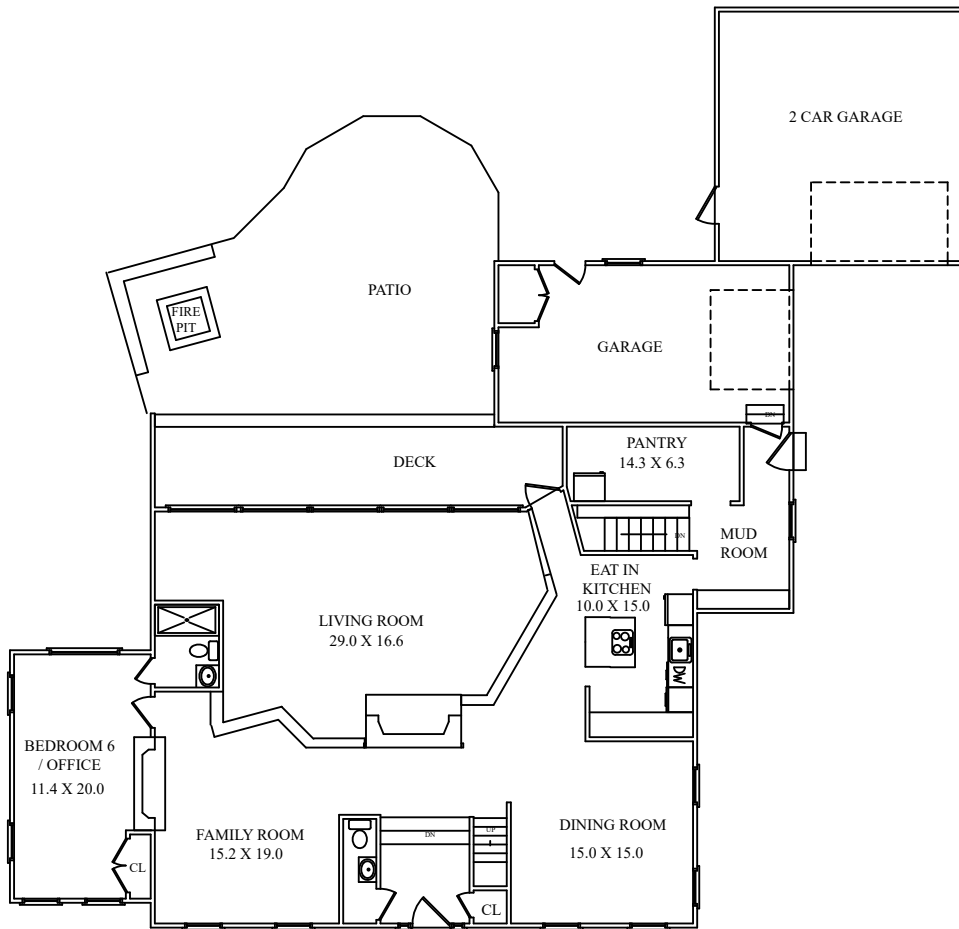 2 CAR GARAGE
PATIO
FIRE
PIT
GARAGE
DN
PANTRY
14.3 X 6.3
DECK
DN
MUD
ROOM
EAT IN
KITCHEN
10.0 X 15.0
LIVING ROOM
29.0 X 16.6
DW
BEDROOM 6
/ OFFICE
11.4 X 20.0
FAMILY ROOM
15.2 X 19.0
DN
UP
1
DINING ROOM
15.0 X 15.0
CL
CL